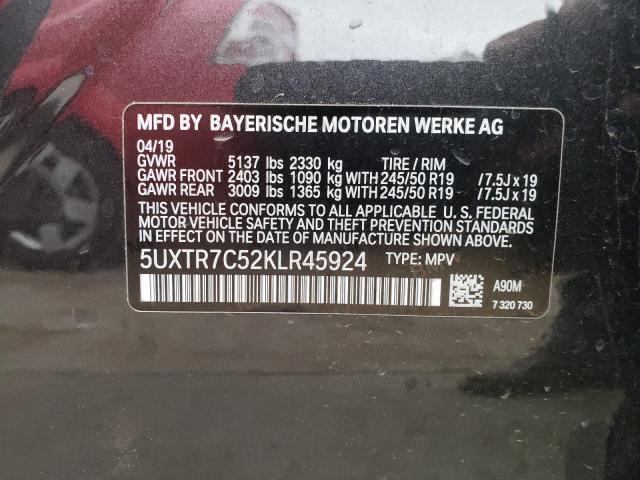 MFD BY BAYERISCHE MOTOREN WERKE AG
04/19
GVWR 5137 lbs 2330 kg TIRE / RIM
GAWR FRONT 2403 lbs 1090 kg WITH 245/50 R19 /7.5J x 19
GAWR REAR 3009 lbs 1365 kg WITH 245/50 R19 /7.5J x 19
THIS VEHICLE CONFORMS TO ALL APPLICABLE U. S. FEDERAL
MOTOR VEHICLE SAFETY AND THEFT PREVENTION STANDARDS
IN EFFECT ON THE DATE OF MANUFACTURE SHOWN ABOVE.
5UXTR7C52KLR45924 TYPE: MPV
A90M
7 320 730